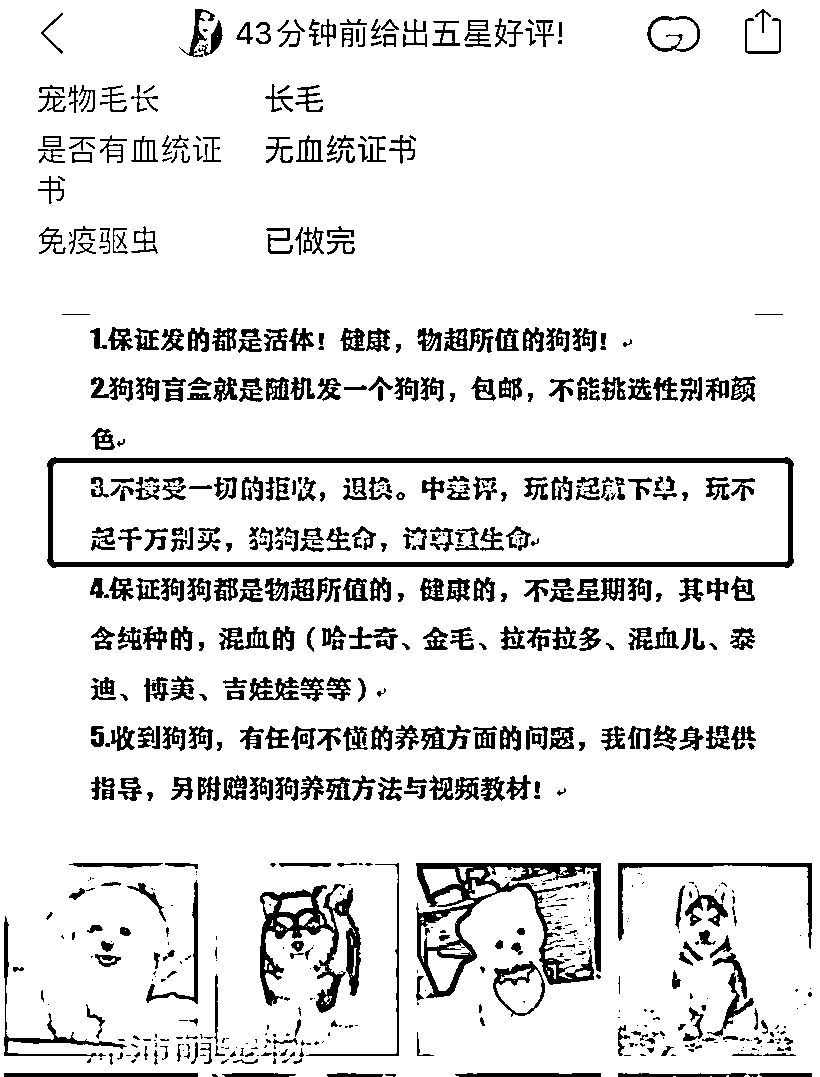 43分钟前给出五星好评!
宠物毛长 长毛
是否有血统证 无血统证书
书
免疫驱虫 已做完
1.保证发的都是活体！健康，物超所值的狗狗！
2.狗狗盲盒就是随机发一个狗狗，包邮，不能挑选性别和颜
色
3.不接受一切的拒收，退换。中差评，玩的起就下单，玩不
起千万别买，狗狗是生命，请尊重生命
4.保证狗狗都是物超所值的，健康的，不是星期狗，其中包
含纯种的，混血的（哈士奇、金毛、拉布拉多、混血儿、泰
迪、博美、吉娃娃等等）
5.收到狗狗，有任何不懂的养殖方面的问题，我们终身提供
指导，另附赠狗狗养殖方法与视频教材！
萌宠物